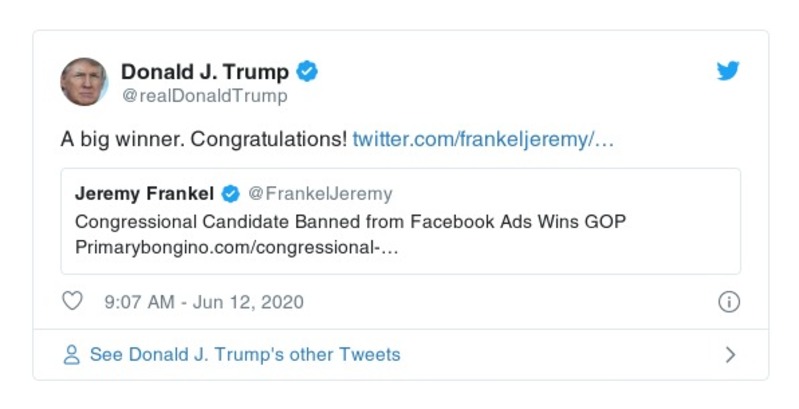 Donald J. Trump
@realDonaldTrump
A big winner. Congratulations! twitter.com/frankeljeremy/…
Jeremy Frankel @FrankelJeremy
Congressional Candidate Banned from Facebook Ads Wins GOP
Primarybongino.com/congressional-…
9:07 AM - Jun 12, 2020
See Donald J. Trump's other Tweets